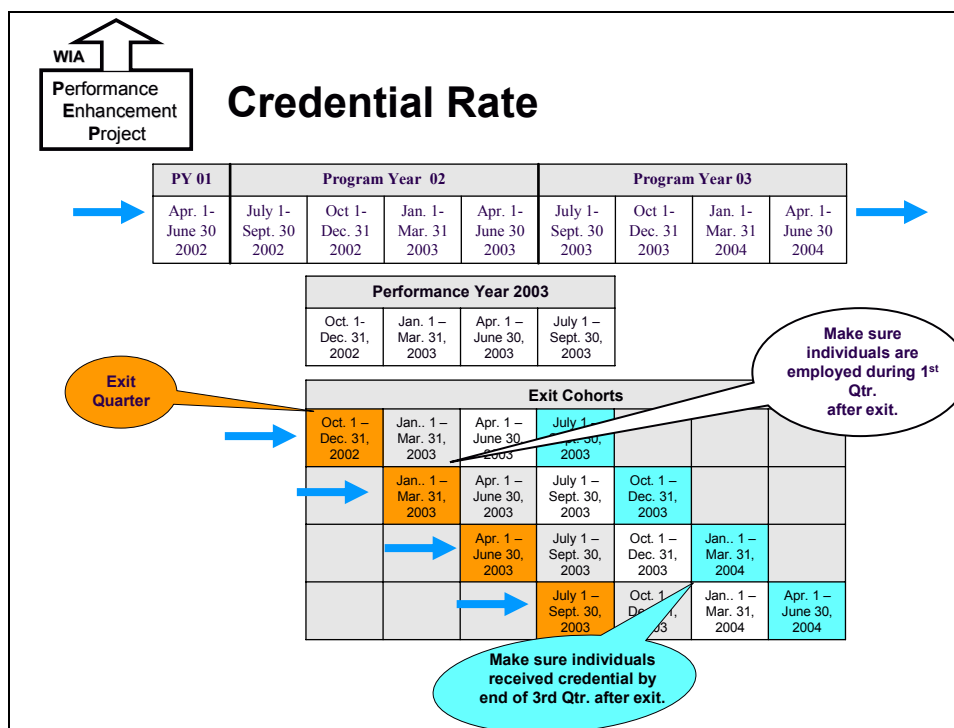 WIA
Performance
Enhancement
Project
Credential Rate
PY 01 Program Year 02 Program Year 03
Apr. 1- July 1- Oct 1- Jan. 1- Apr. 1- July 1- Oct 1- Jan. 1- Apr. 1-
June 30 Sept. 30 Dec. 31 Mar. 31 June 30 Sept. 30 Dec. 31 Mar. 31 June 30
2002 2002 2002 2003 2003 2003 2003 2004 2004
Performance Year 2003
Oct. 1- Jan. 1 – Apr. 1 – July 1 –
Dec. 31, Mar. 31, June 30, Sept. 30,
2002 2003 2003 2003
Make sure
individuals are
employed during 1st
Qtr.
after exit.
Exit
Quarter
Exit Cohorts
Oct. 1 – Jan.. 1 – Apr. 1 – July 1 –
Dec. 31, Mar. 31, June 30, Sept. 30,
2002 2003 2003 2003
Jan.. 1 – Apr. 1 – July 1 – Oct. 1 –
Mar. 31, June 30, Sept. 30, Dec. 31,
2003 2003 2003 2003
Apr. 1 – July 1 – Oct. 1 – Jan.. 1 –
June 30, Sept. 30, Dec. 31, Mar. 31,
2003 2003 2003 2004
July 1 – Oct. 1 Jan.. 1 – Apr. 1 –
Sept. 30, Mar. 31, June 30,
2003 2003 2004 2004
Make sure individuals
received credential by
end of 3rd Qtr. after exit.